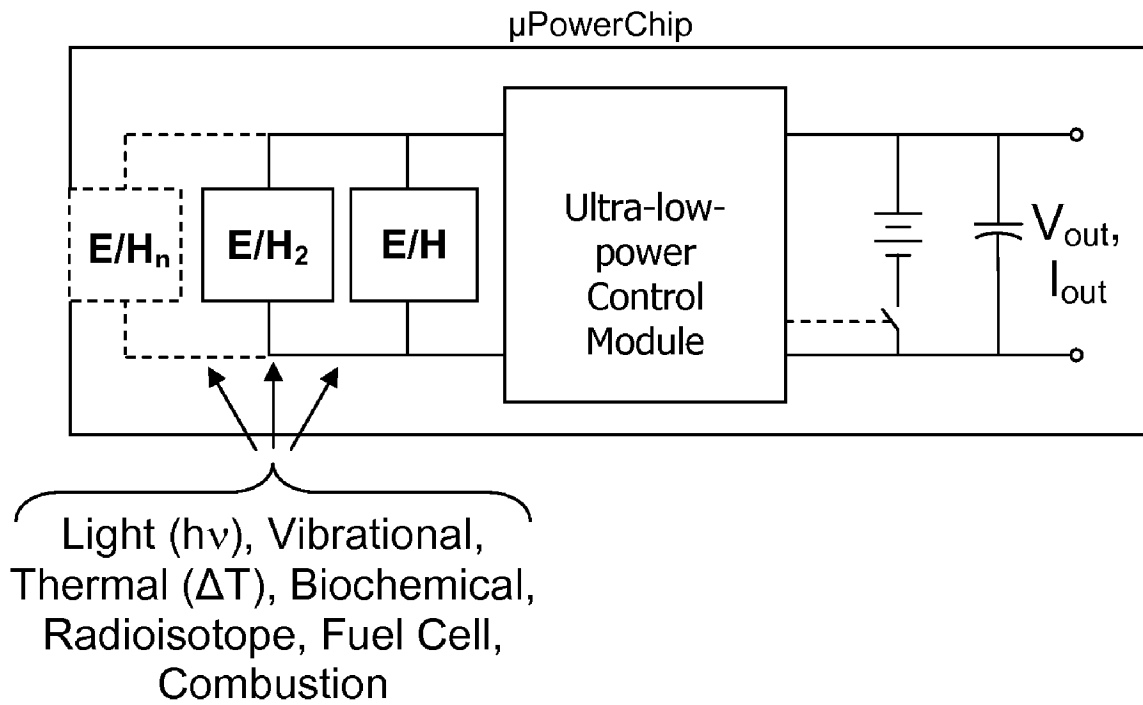 µPowerChip
E/Hₙ
E/H₂
E/H
Ultra-low-
power
Control
Module
Vout,
Iout
Light (hν), Vibrational,
Thermal (ΔT), Biochemical,
Radioisotope, Fuel Cell,
Combustion